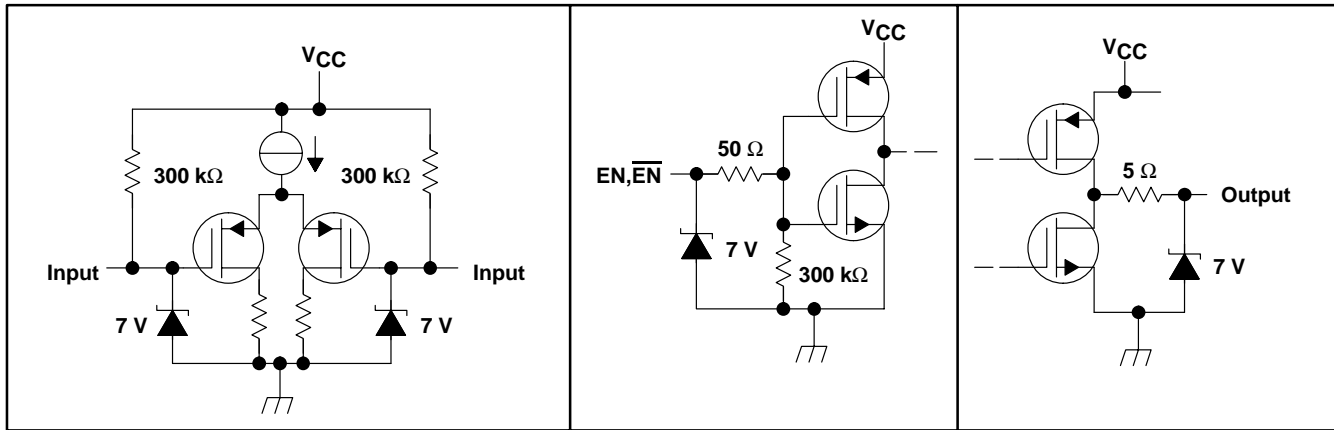 VCC
300 kΩ 300 kΩ
Input Input
7 V 7 V
VCC
50 Ω
EN,E̅N̅
7 V
300 kΩ
VCC
5 Ω
Output
7 V